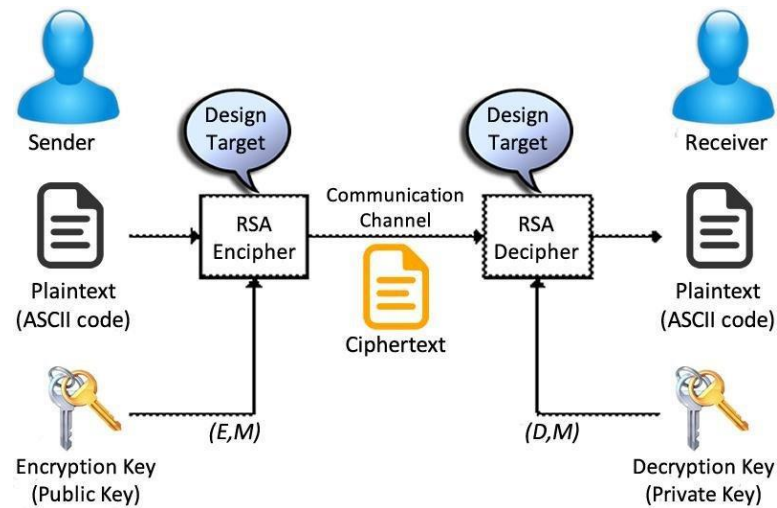 Sender
Design
Target
Design
Target
Receiver
RSA
Encipher
Communication
Channel
RSA
Decipher
Plaintext
(ASCII code)
Ciphertext
Plaintext
(ASCII code)
(E,M)
(D,M)
Encryption Key
(Public Key)
Decryption Key
(Private Key)